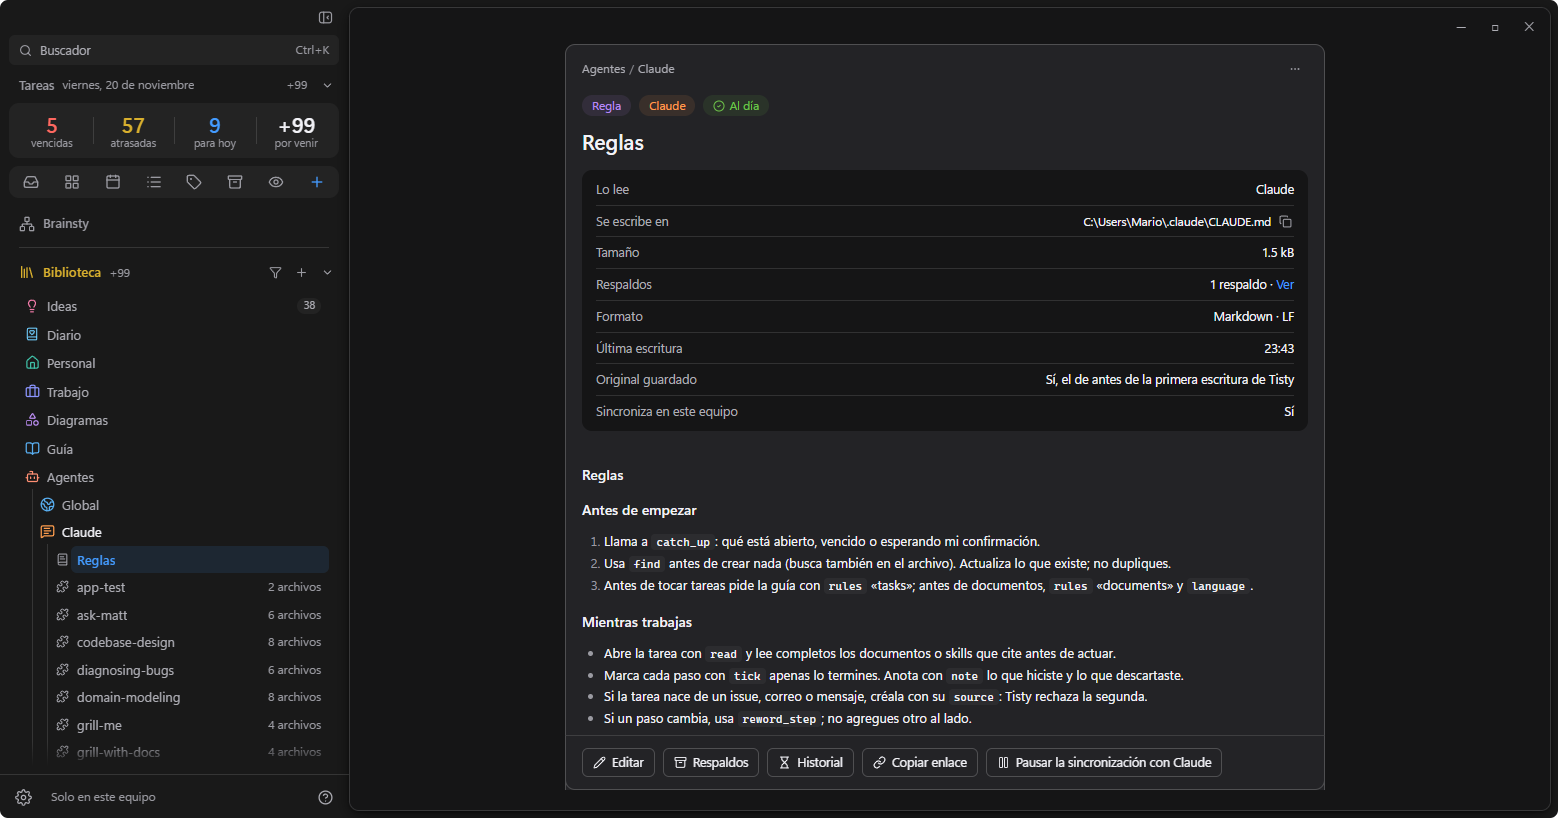 Buscador Ctrl+K
Tareas viernes, 20 de noviembre +99
5 57 9 +99
vencidas atrasadas para hoy por venir
Brainsty
Biblioteca +99
Ideas 38
Diario
Personal
Trabajo
Diagramas
Guía
Agentes
Global
Claude
Reglas
app-test 2 archivos
ask-matt 6 archivos
codebase-design 8 archivos
diagnosing-bugs 6 archivos
domain-modeling 8 archivos
grill-me 4 archivos
grill-with-docs 4 archivos
Solo en este equipo
Agentes / Claude
Regla Claude Al día
Reglas
Lo lee Claude
Se escribe en C:\Users\Mario\.claude\CLAUDE.md
Tamaño 1.5 kB
Respaldos 1 respaldo · Ver
Formato Markdown · LF
Última escritura 23:43
Original guardado Sí, el de antes de la primera escritura de Tisty
Sincroniza en este equipo Sí
Reglas
Antes de empezar
1. Llama a catch_up : qué está abierto, vencido o esperando mi confirmación.
2. Usa find antes de crear nada (busca también en el archivo). Actualiza lo que existe; no dupliques.
3. Antes de tocar tareas pide la guía con rules «tasks»; antes de documentos, rules «documents» y language .
Mientras trabajas
• Abre la tarea con read y lee completos los documentos o skills que cite antes de actuar.
• Marca cada paso con tick apenas lo termines. Anota con note lo que hiciste y lo que descartaste.
• Si la tarea nace de un issue, correo o mensaje, créala con su source : Tisty rechaza la segunda.
• Si un paso cambia, usa reword_step ; no agregues otro al lado.
Editar Respaldos Historial Copiar enlace Pausar la sincronización con Claude